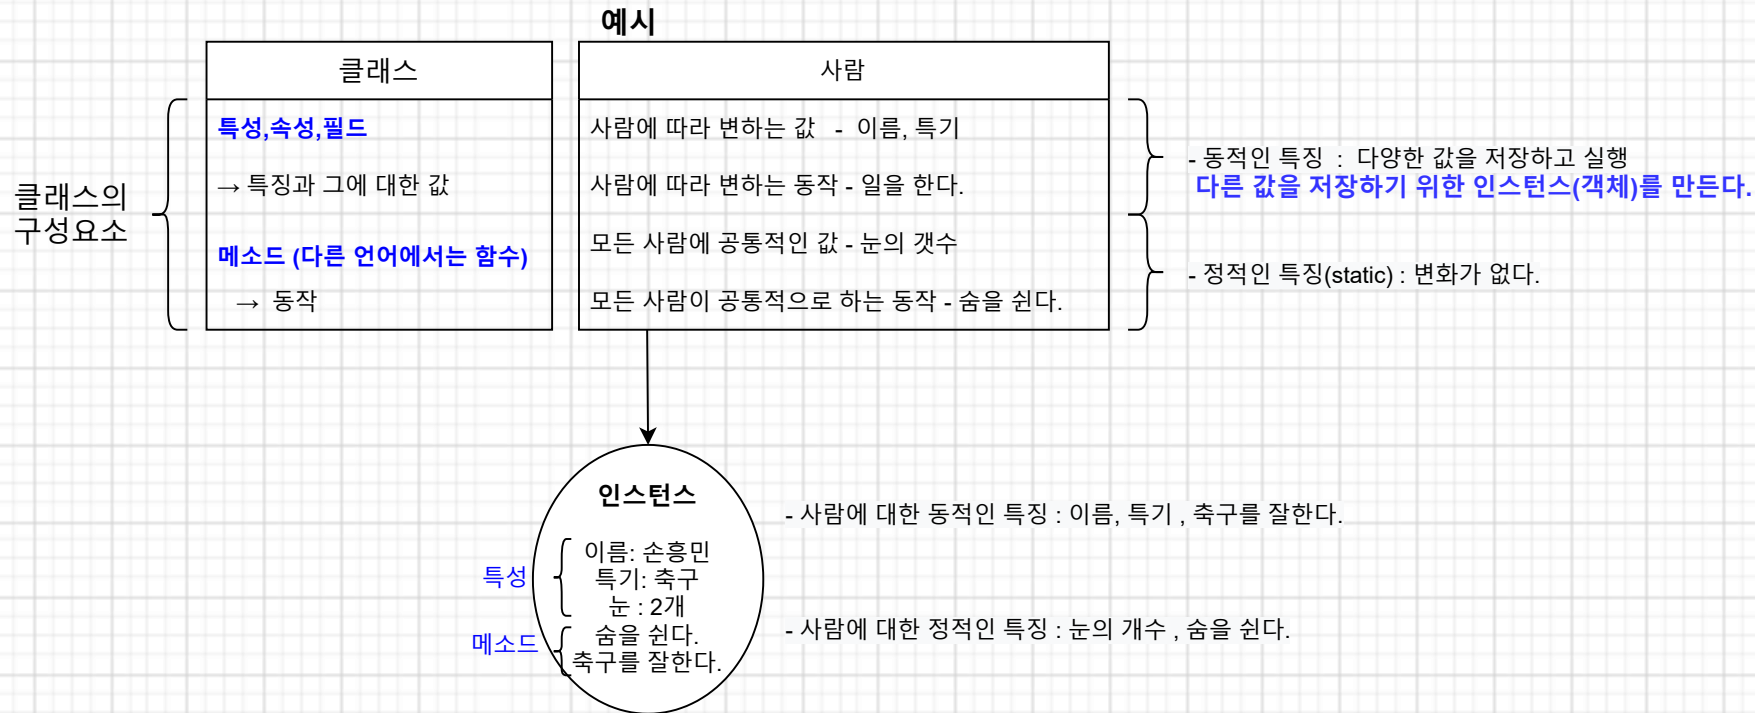 예시
클래스
사람
클래스의
구성요소
특성,속성,필드
→ 특징과 그에 대한 값
메소드 (다른 언어에서는 함수)
→ 동작
사람에 따라 변하는 값 - 이름, 특기
사람에 따라 변하는 동작 - 일을 한다.
모든 사람에 공통적인 값 - 눈의 갯수
모든 사람이 공통적으로 하는 동작 - 숨을 쉰다.
- 동적인 특징 : 다양한 값을 저장하고 실행
다른 값을 저장하기 위한 인스턴스(객체)를 만든다.
- 정적인 특징(static) : 변화가 없다.
인스턴스
특성
이름: 손흥민
특기: 축구
눈 : 2개
메소드
숨을 쉰다.
축구를 잘한다.
- 사람에 대한 동적인 특징 : 이름, 특기 , 축구를 잘한다.
- 사람에 대한 정적인 특징 : 눈의 개수 , 숨을 쉰다.